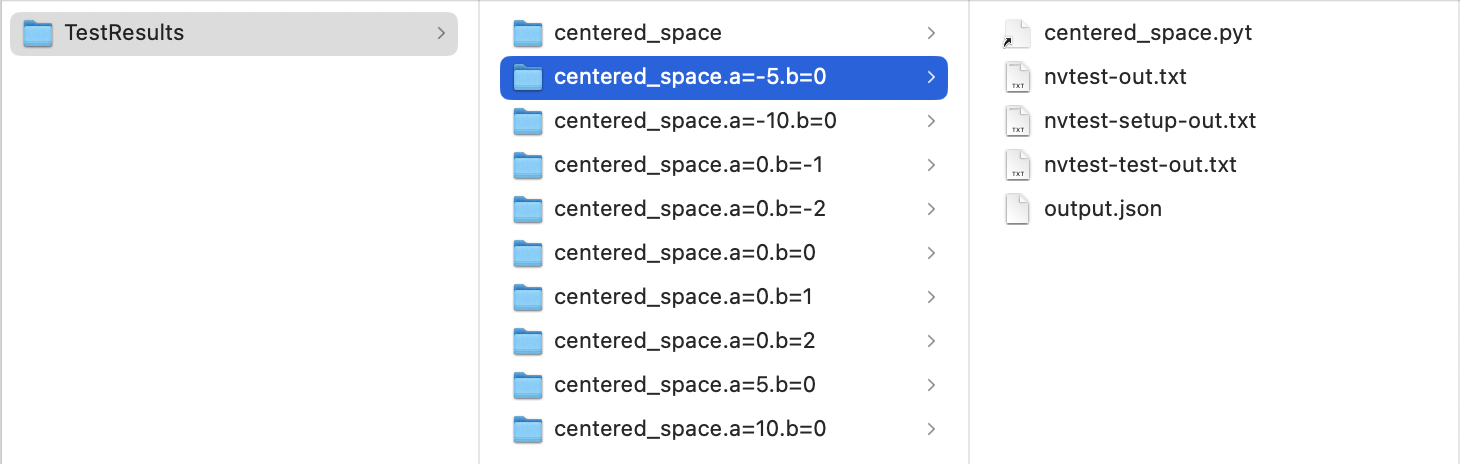 TestResults
centered_space
centered_space.a=-5.b=0
centered_space.a=-10.b=0
centered_space.a=0.b=-1
centered_space.a=0.b=-2
centered_space.a=0.b=0
centered_space.a=0.b=1
centered_space.a=0.b=2
centered_space.a=5.b=0
centered_space.a=10.b=0
centered_space.pyt
TXT
nvtest-out.txt
TXT
nvtest-setup-out.txt
TXT
nvtest-test-out.txt
output.json